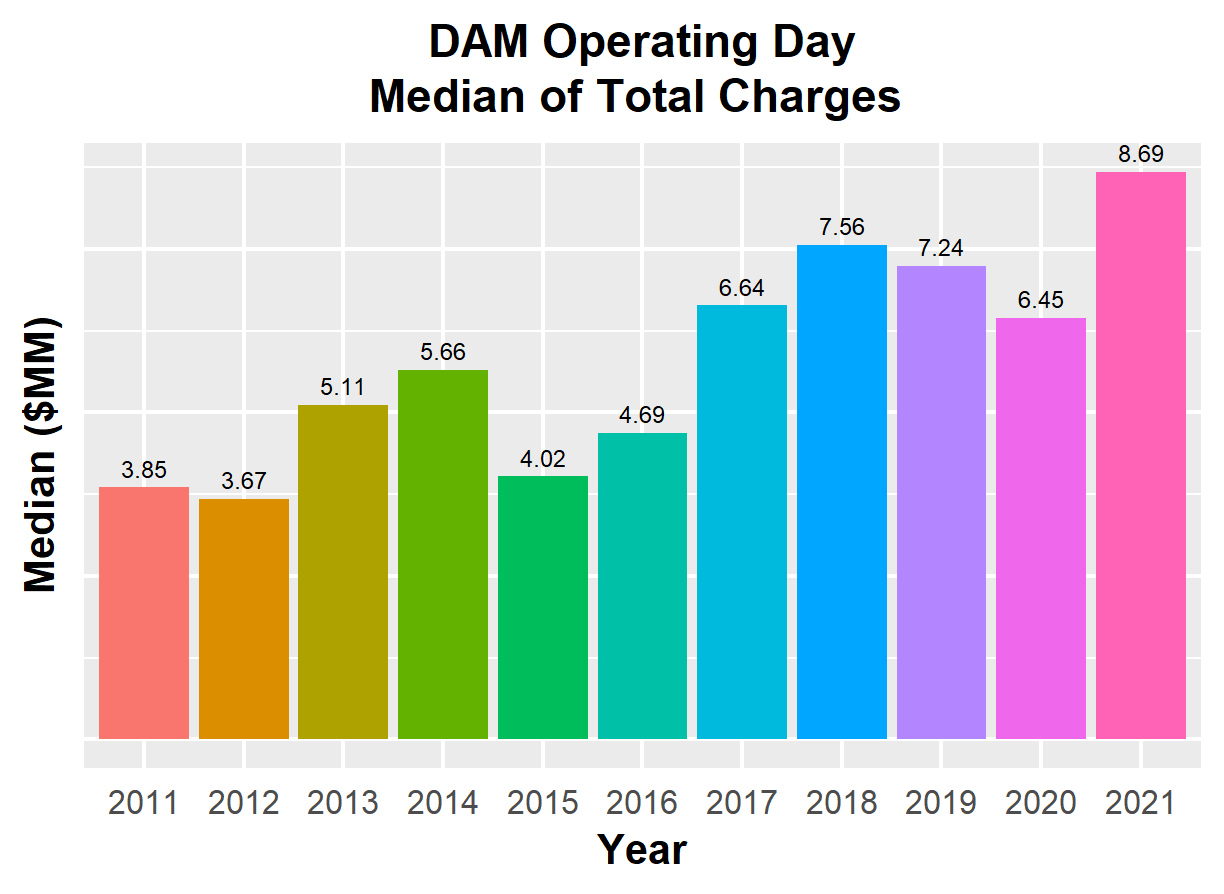 DAM Operating Day
Median of Total Charges
8.69
7.56
7.24
6.64
6.45
5.66
5.11
4.69
4.02
3.85
3.67
Median ($MM)
2011 2012 2013 2014 2015 2016 2017 2018 2019 2020 2021
Year